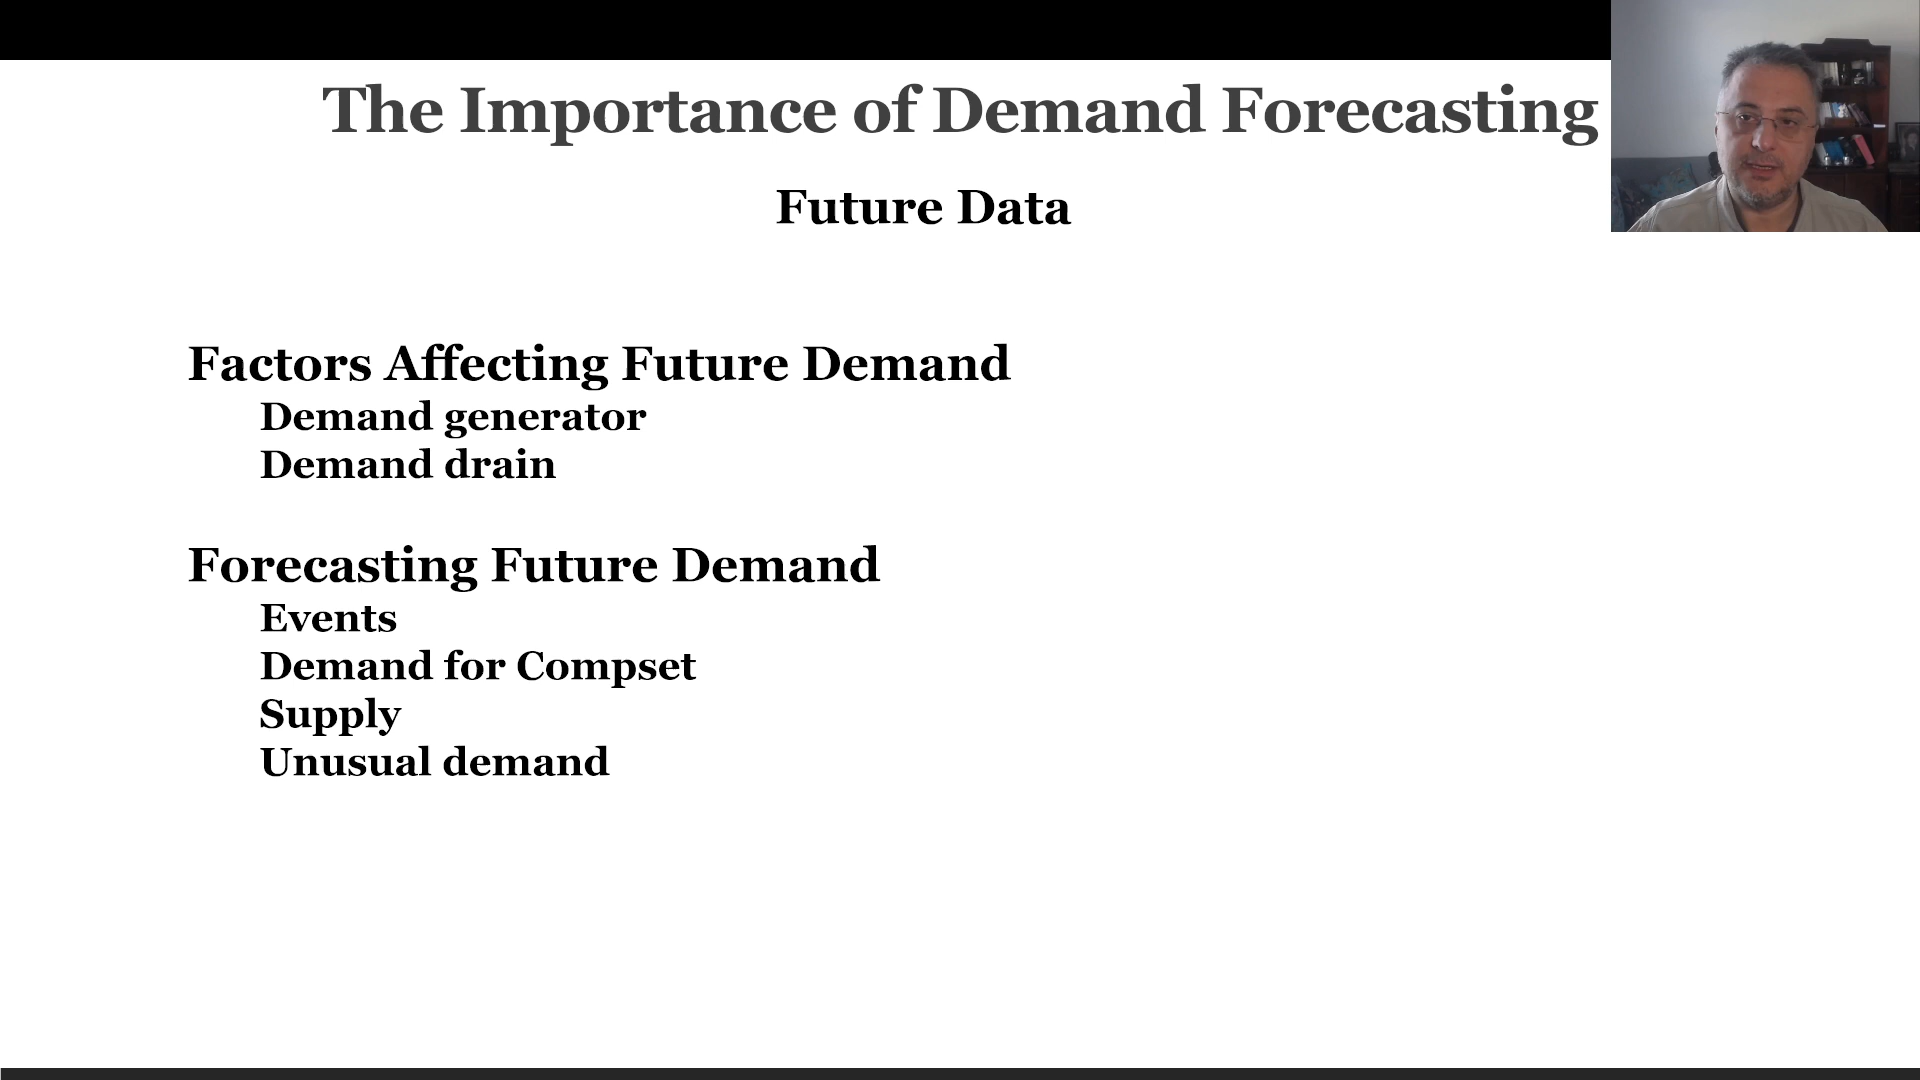 The Importance of Demand Forecasting
Future Data
Factors Affecting Future Demand
Demand generator
Demand drain
Forecasting Future Demand
Events
Demand for Compset
Supply
Unusual demand